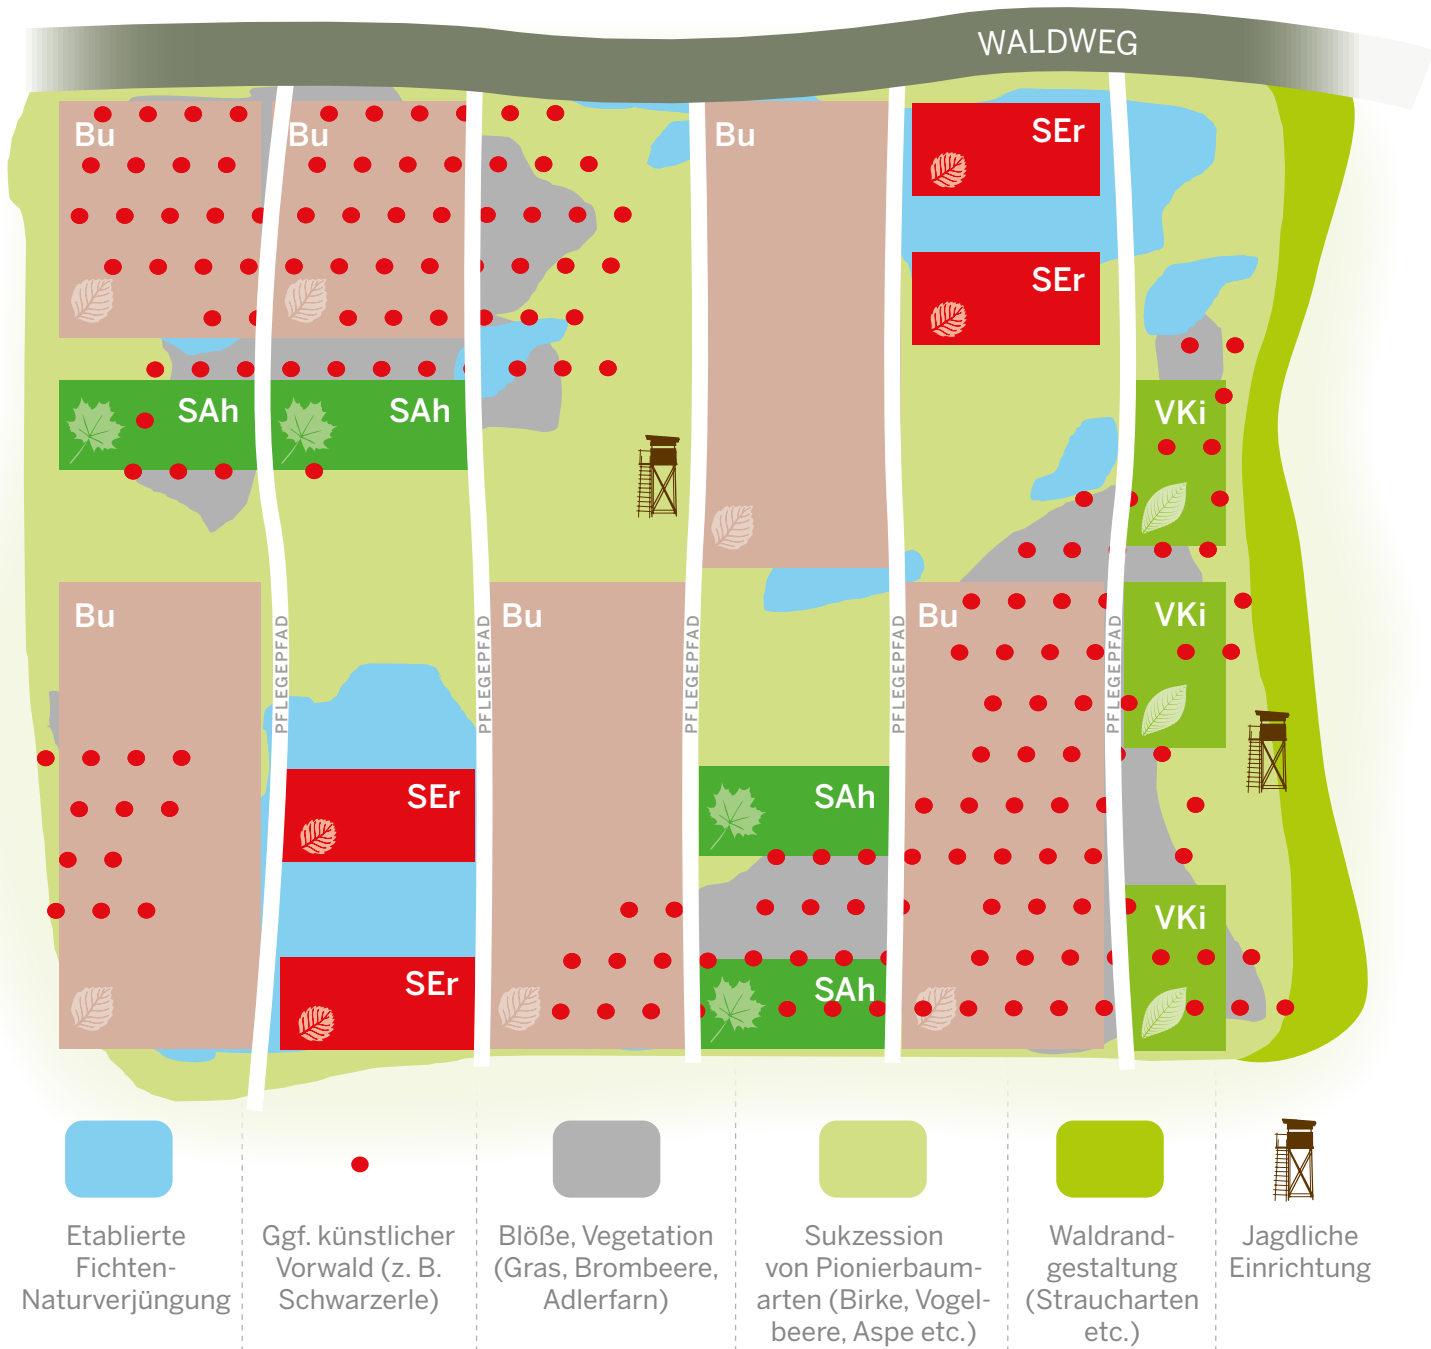 WALDWEG
Bu
Bu
Bu
SEr
SEr
SAh
SAh
VKi
Bu
Bu
Bu
VKi
PFLEGEPFAD
PFLEGEPFAD
PFLEGEPFAD
PFLEGEPFAD
PFLEGEPFAD
SEr
SAh
VKi
SEr
SAh
Etablierte
Fichten-
Naturverjüngung
Ggf. künstlicher
Vorwald (z. B.
Schwarzerle)
Blöße, Vegetation
(Gras, Brombeere,
Adlerfarn)
Sukzession
von Pionierbaum-
arten (Birke, Vogel-
beere, Aspe etc.)
Waldrand-
gestaltung
(Straucharten
etc.)
Jagdliche
Einrichtung